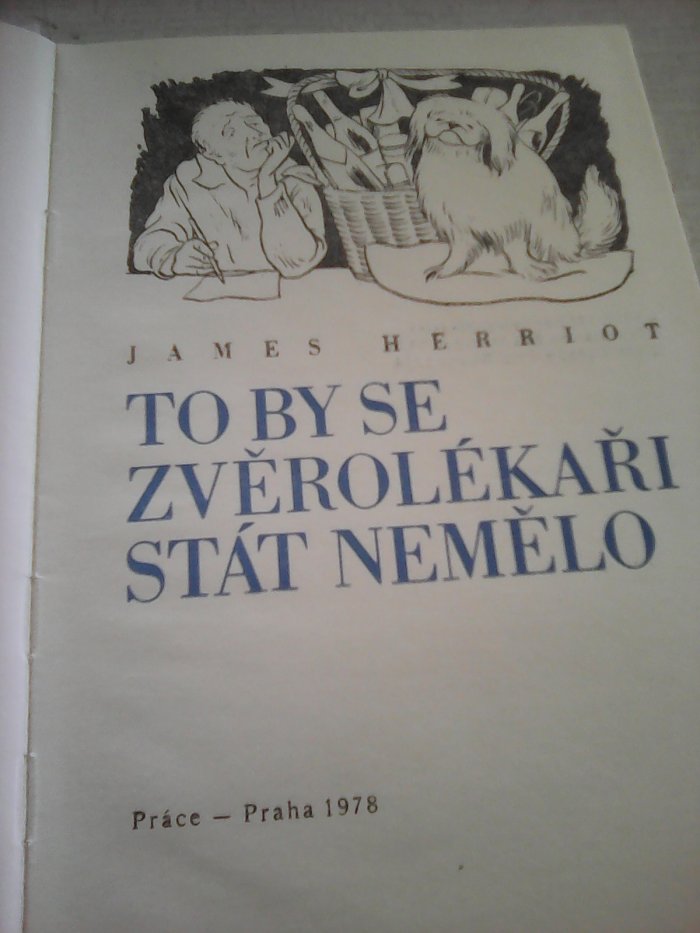 JAMES HERRIOT
TO BY SE
ZVĚROLÉKAŘI
STÁT NEMĚLO
Práce — Praha 1978